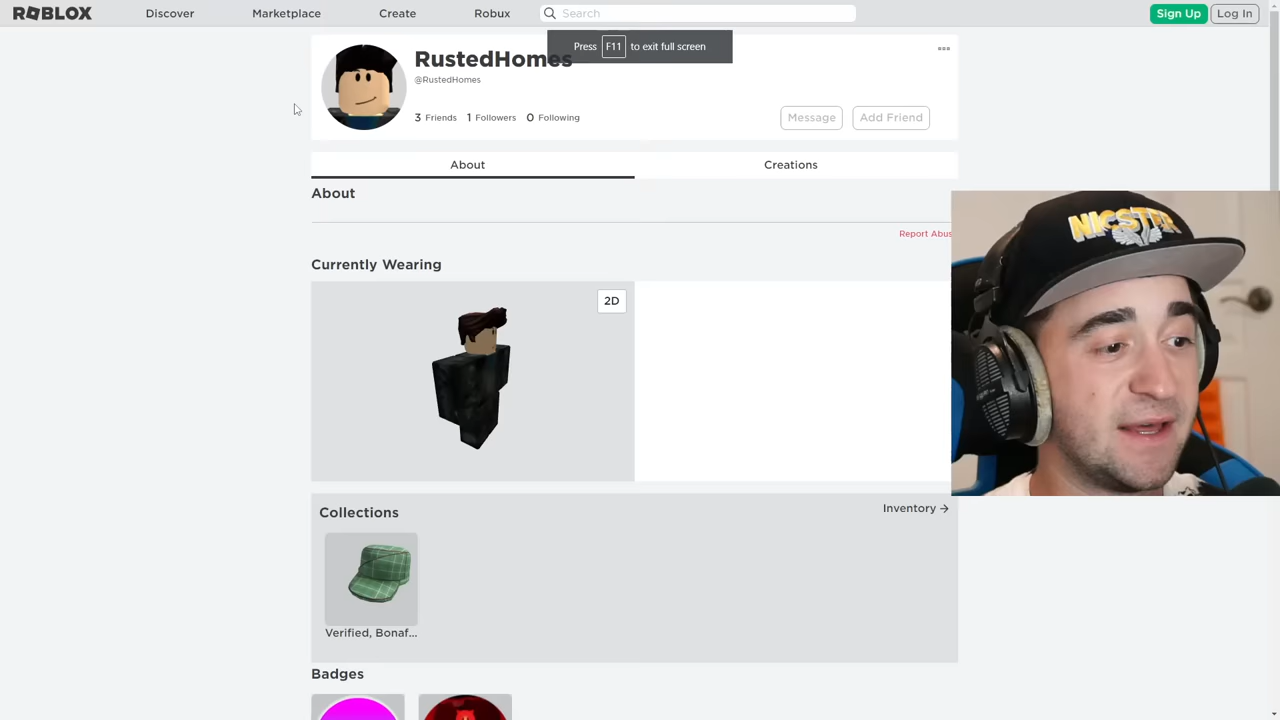 ROBLOX Discover Marketplace Create Robux Search Sign Up Log In
Press F11 to exit full screen
RustedHomes
@RustedHomes
3 Friends 1 Followers 0 Following
Message Add Friend
About Creations
About
Report Abus
Currently Wearing
2D
NICSTER
Collections
Inventory →
Verified, Bonaf...
Badges